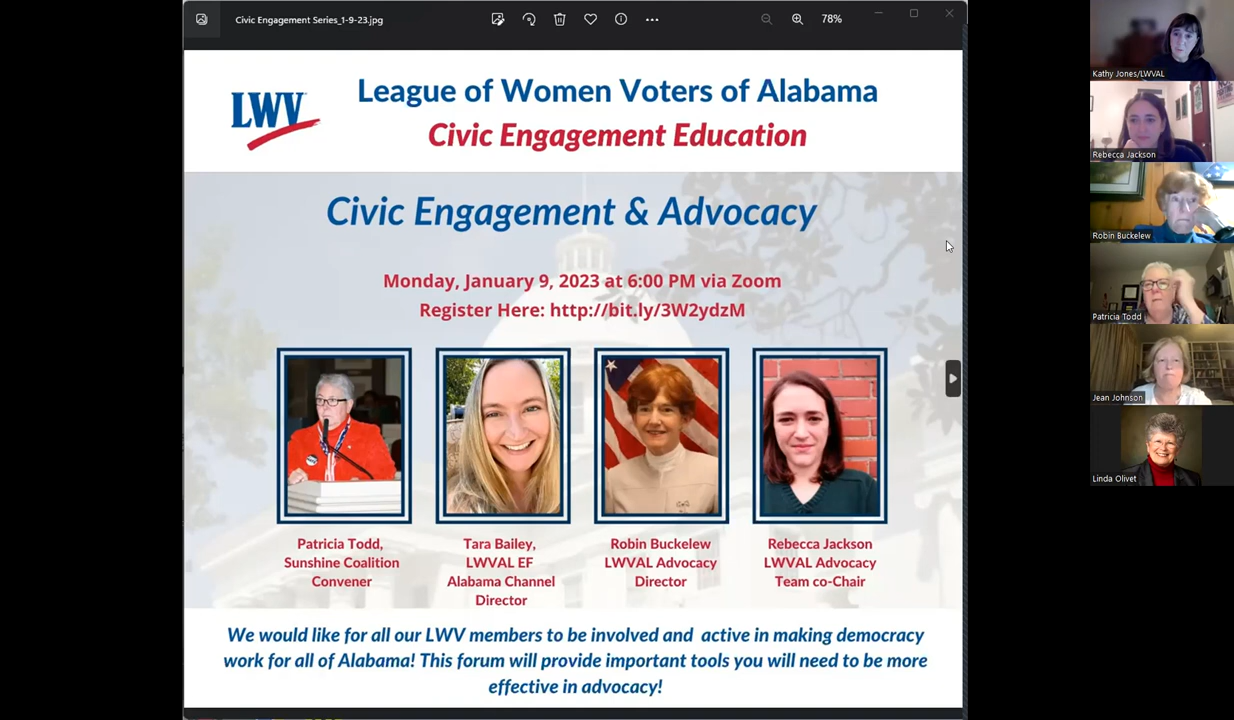 Civic Engagement Series_1-9-23.jpg
78%
LWV
League of Women Voters of Alabama
Civic Engagement Education
Civic Engagement & Advocacy
Monday, January 9, 2023 at 6:00 PM via Zoom
Register Here: http://bit.ly/3W2ydzM
Patricia Todd,
Sunshine Coalition
Convener
Tara Bailey,
LWVAL EF
Alabama Channel
Director
Robin Buckelew
LWVAL Advocacy
Director
Rebecca Jackson
LWVAL Advocacy
Team co-Chair
We would like for all our LWV members to be involved and active in making democracy
work for all of Alabama! This forum will provide important tools you will need to be more
effective in advocacy!
Kathy Jones/LWVAL
Rebecca Jackson
Robin Buckelew
Patricia Todd
Jean Johnson
Linda Olivet